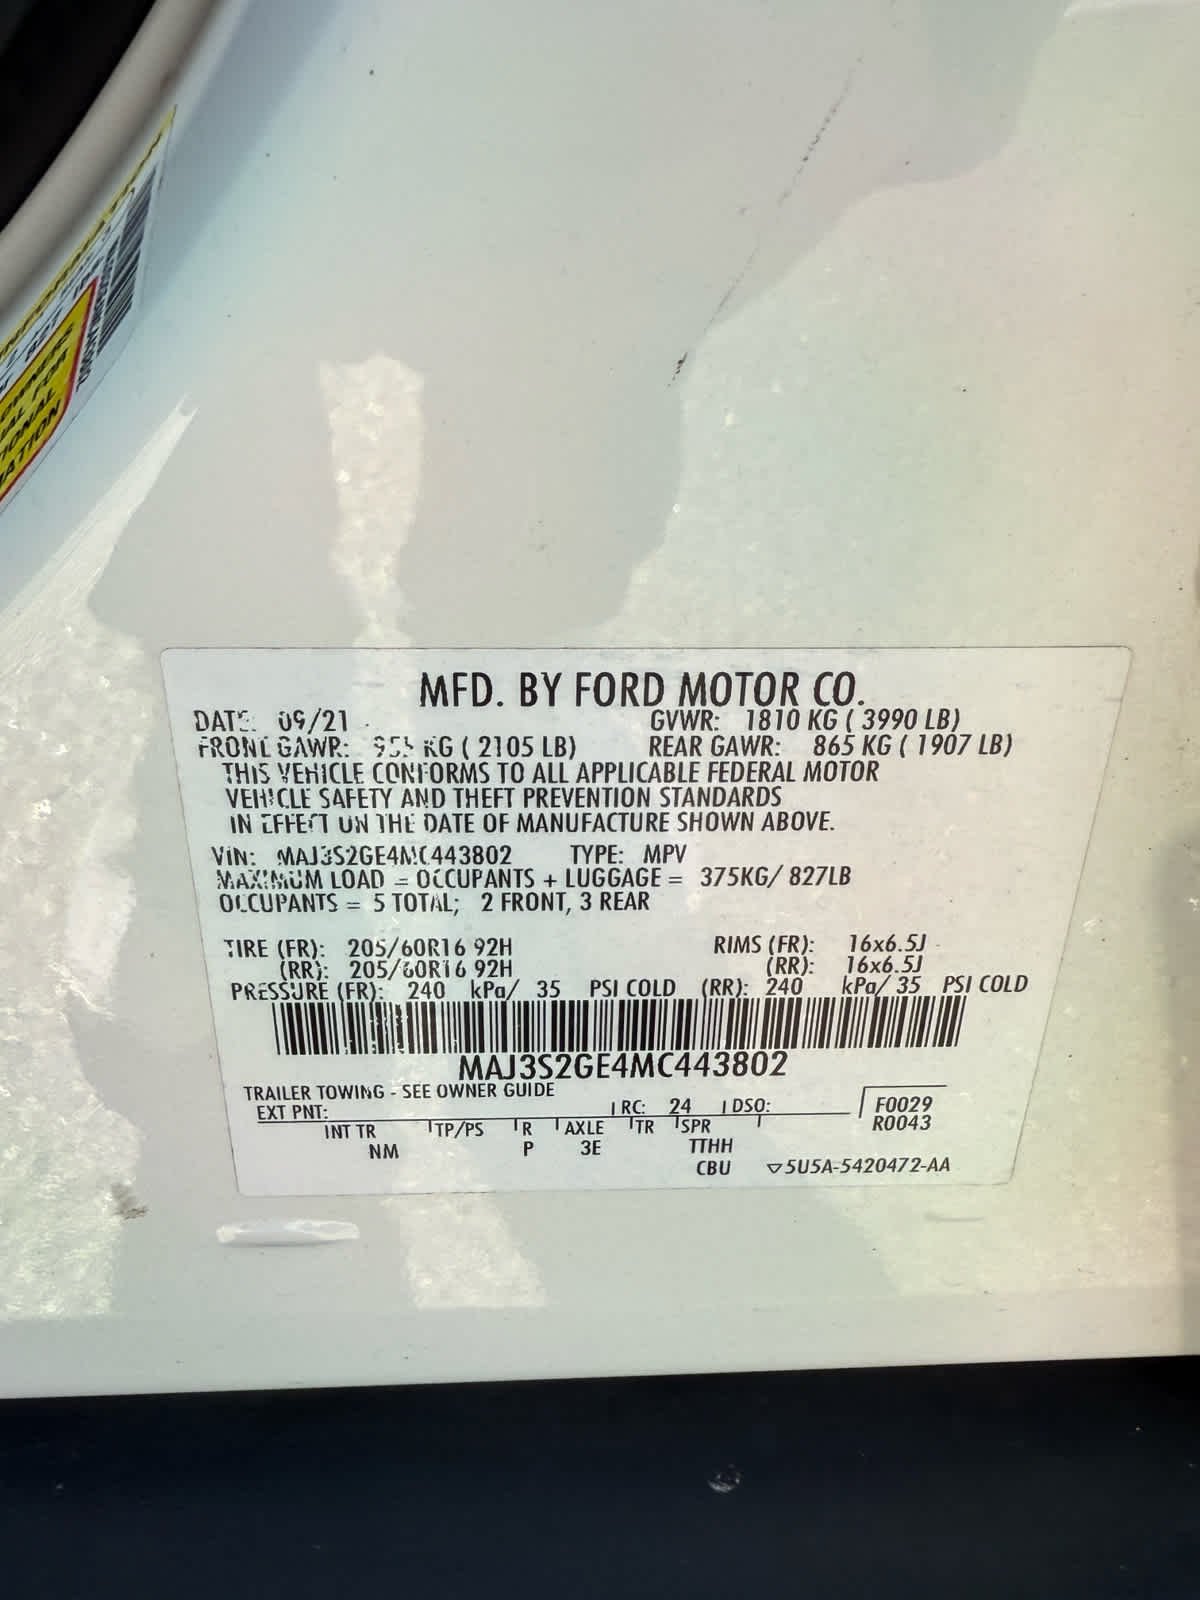 MFD. BY FORD MOTOR CO.
DATE: 09/21 GVWR: 1810 KG ( 3990 LB)
FRONT GAWR: 955 KG ( 2105 LB) REAR GAWR: 865 KG ( 1907 LB)
THIS VEHICLE CONFORMS TO ALL APPLICABLE FEDERAL MOTOR
VEHICLE SAFETY AND THEFT PREVENTION STANDARDS
IN EFFECT ON THE DATE OF MANUFACTURE SHOWN ABOVE.
VIN: MAJ3S2GE4MC443802 TYPE: MPV
MAXIMUM LOAD = OCCUPANTS + LUGGAGE = 375KG/ 827LB
OCCUPANTS = 5 TOTAL; 2 FRONT, 3 REAR
TIRE (FR): 205/60R16 92H RIMS (FR): 16x6.5J
(RR): 205/60R16 92H (RR): 16x6.5J
PRESSURE (FR): 240 kPa/ 35 PSI COLD (RR): 240 kPa/ 35 PSI COLD
MAJ3S2GE4MC443802
TRAILER TOWING - SEE OWNER GUIDE
EXT PNT: RC: 24 DSO: F0029
R0043
INT TR TP/PS R AXLE TR SPR
NM P 3E TTHH
CBU ▽5U5A-5420472-AA
OWNERS
FOR